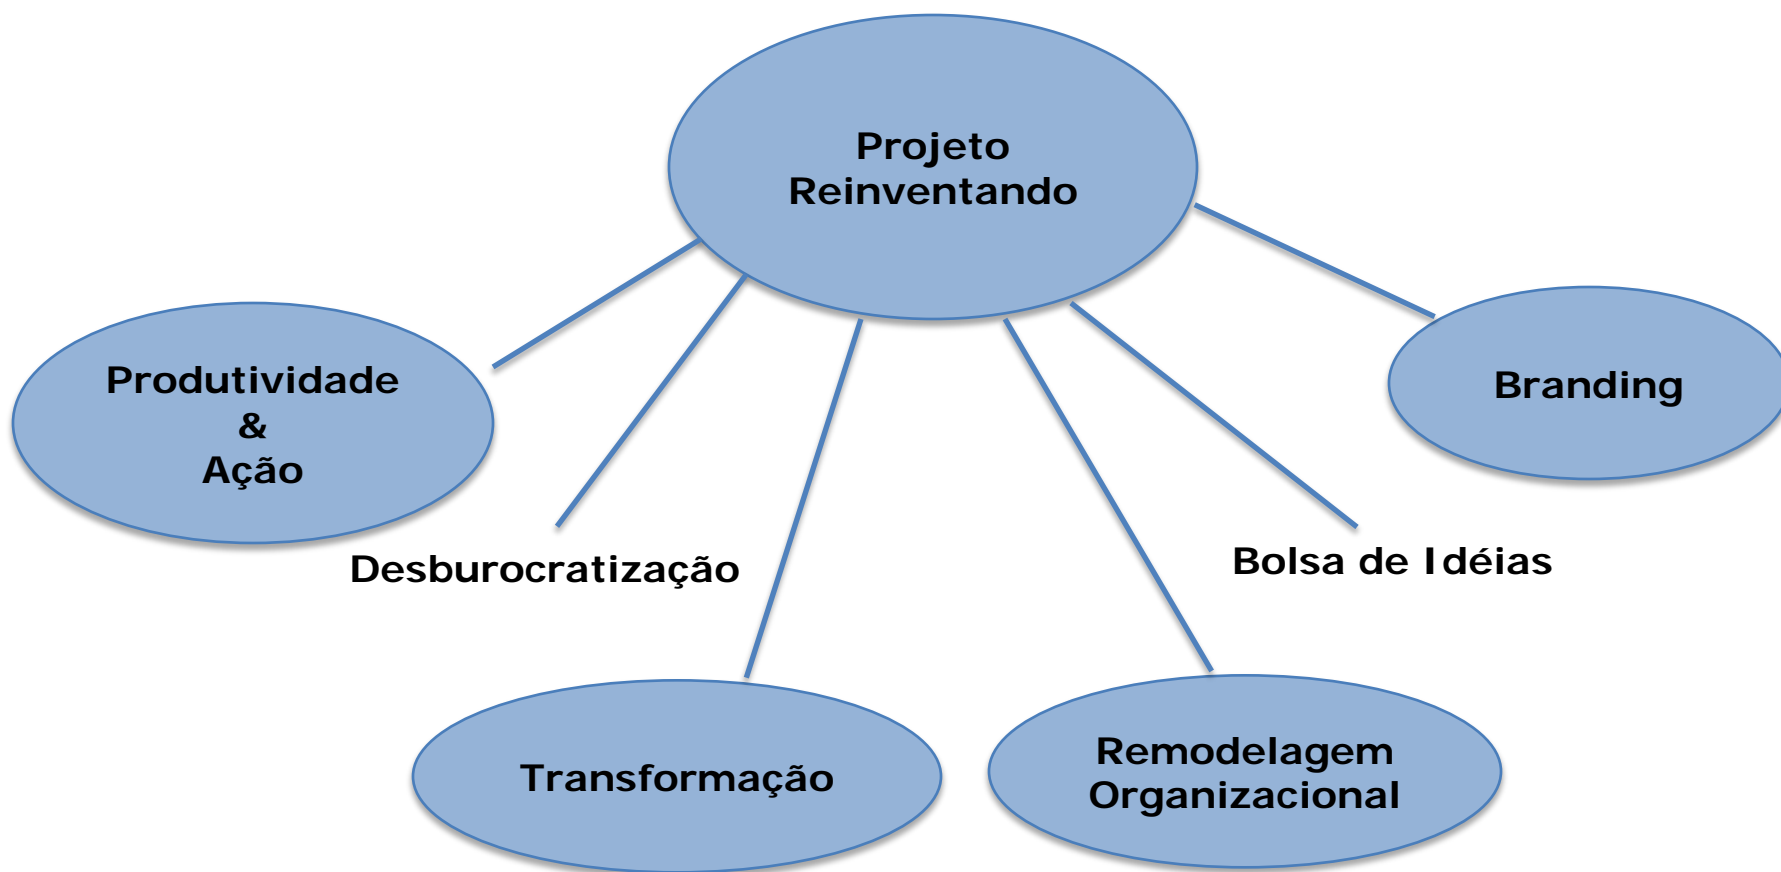 Projeto
Reinventando
Produtividade
&
Ação
Branding
Desburocratização
Bolsa de Idéias
Transformação
Remodelagem
Organizacional